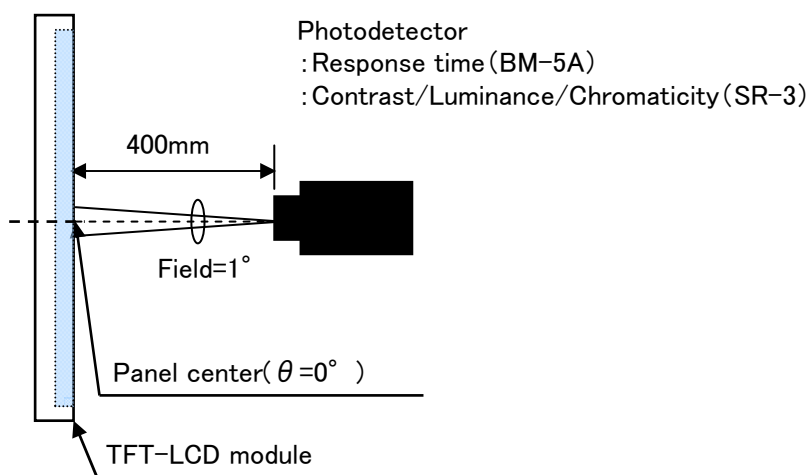 Photodetector
:Response time(BM-5A)
:Contrast/Luminance/Chromaticity(SR-3)
400mm
Field=1°
Panel center(θ=0° )
TFT-LCD module